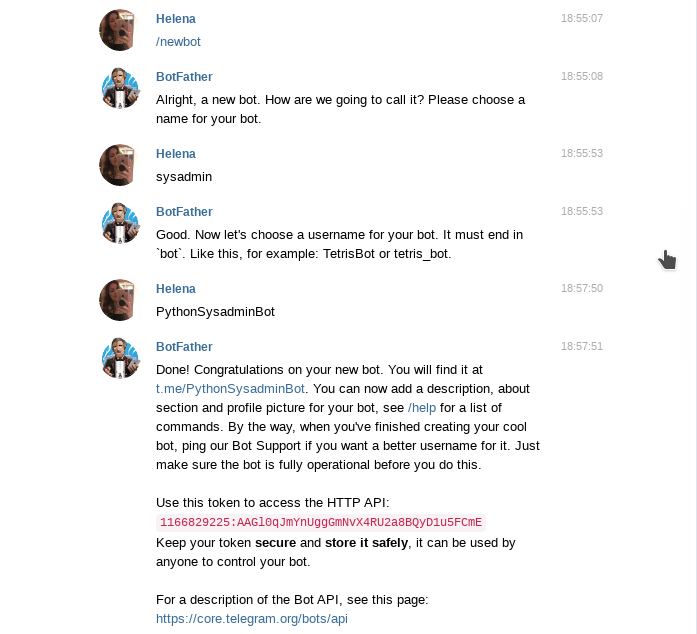 Helena 18:55:07
/newbot
BotFather 18:55:08
Alright, a new bot. How are we going to call it? Please choose a
name for your bot.
Helena 18:55:53
sysadmin
BotFather 18:55:53
Good. Now let's choose a username for your bot. It must end in
`bot`. Like this, for example: TetrisBot or tetris_bot.
Helena 18:57:50
PythonSysadminBot
BotFather 18:57:51
Done! Congratulations on your new bot. You will find it at
t.me/PythonSysadminBot. You can now add a description, about
section and profile picture for your bot, see /help for a list of
commands. By the way, when you've finished creating your cool
bot, ping our Bot Support if you want a better username for it. Just
make sure the bot is fully operational before you do this.
Use this token to access the HTTP API:
1166829225:AAGl0qJmYnUggGmNvX4RU2a8BQyD1u5FCmE
Keep your token secure and store it safely, it can be used by
anyone to control your bot.
For a description of the Bot API, see this page:
https://core.telegram.org/bots/api